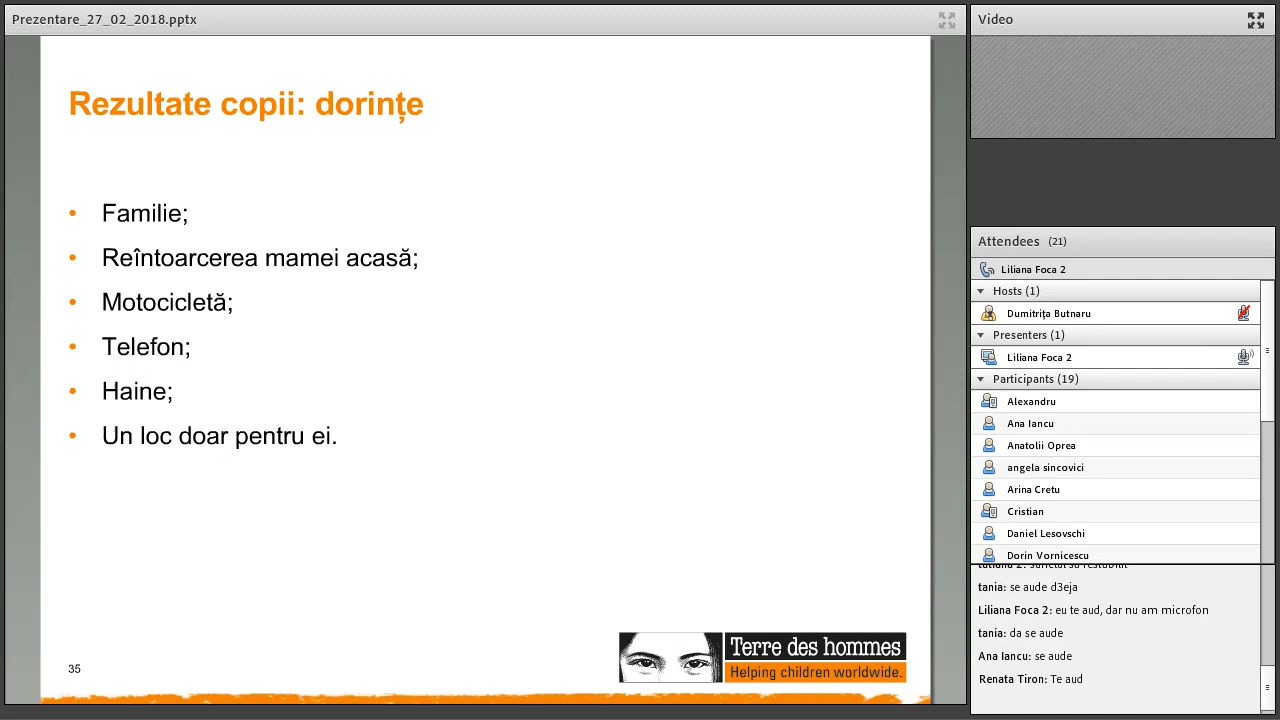 Prezentare_27_02_2018.pptx
Rezultate copii: dorințe
• Familie;
• Reîntoarcerea mamei acasă;
• Motocicletă;
• Telefon;
• Haine;
• Un loc doar pentru ei.
35
Terre des hommes
Helping children worldwide.
Video
Attendees (21)
Liliana Foca 2
Hosts (1)
Dumitrița Butnaru
Presenters (1)
Liliana Foca 2
Participants (19)
Alexandru
Ana Iancu
Anatolii Oprea
angela sincovici
Arina Cretu
Cristian
Daniel Lesovschi
Dorin Vornicescu
tania: se aude d3eja
Liliana Foca 2: eu te aud, dar nu am microfon
tania: da se aude
Ana Iancu: se aude
Renata Tiron: Te aud